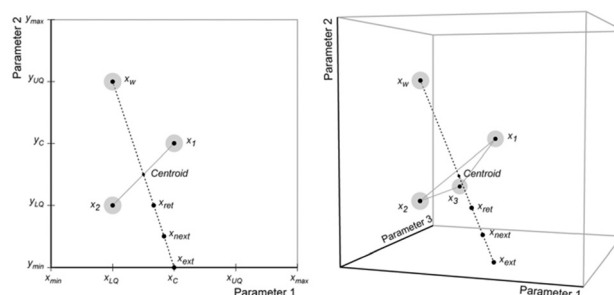 Parameter 2
y_max
y_UQ
y_C
y_LQ
y_min
x_w
x_1
x_2
Centroid
x_ret
x_next
x_ext
x_min
x_LQ
x_C
x_UQ
x_max
Parameter 1
Parameter 2
x_w
x_1
Centroid
x_2
x_3
x_ret
Parameter 3
x_next
x_ext
Parameter 1